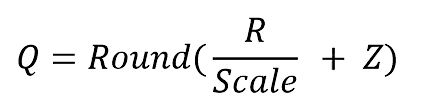 Q = Round(R/Scale + Z)